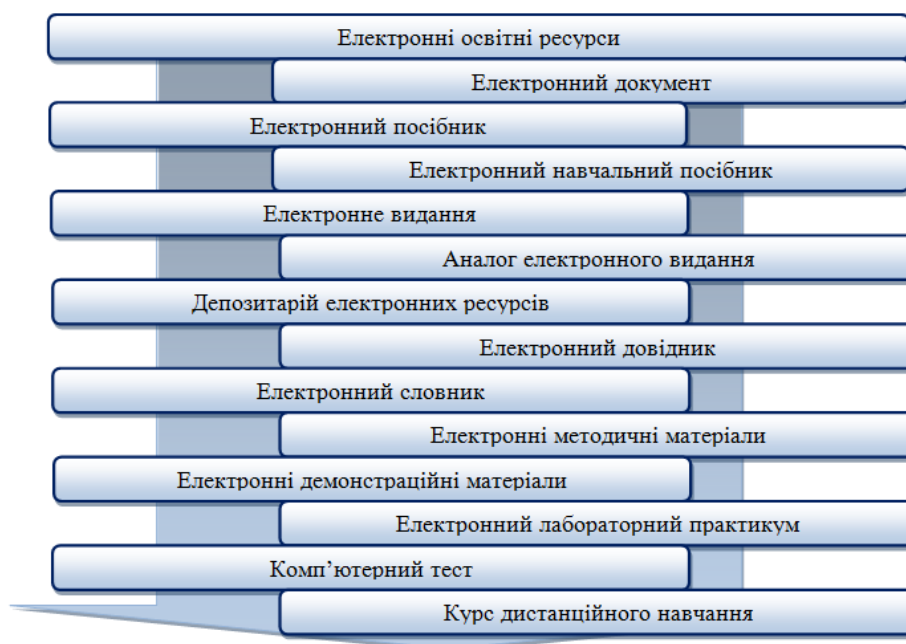 Електронні освітні ресурси
Електронний документ
Електронний посібник
Електронний навчальний посібник
Електронне видання
Аналог електронного видання
Депозитарій електронних ресурсів
Електронний довідник
Електронний словник
Електронні методичні матеріали
Електронні демонстраційні матеріали
Електронний лабораторний практикум
Комп’ютерний тест
Курс дистанційного навчання